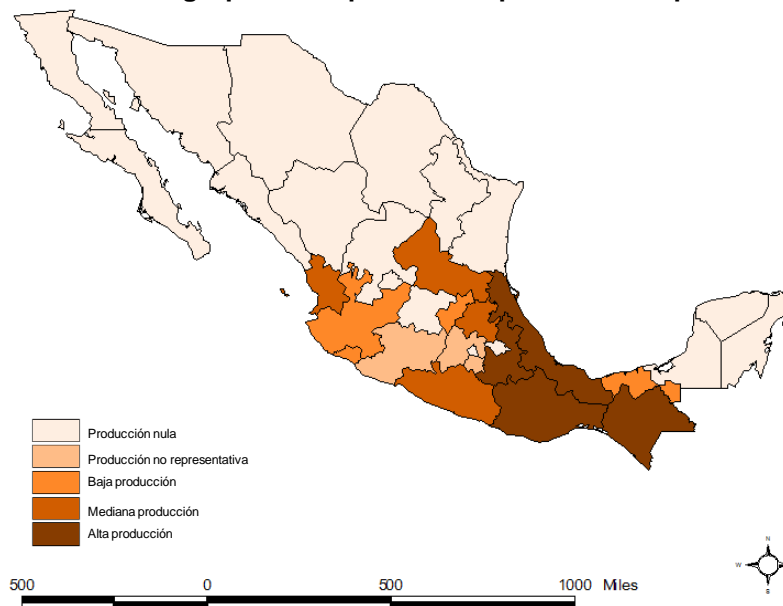 Producción nula
Producción no representativa
Baja producción
Mediana producción
Alta producción
500 0 500 1000 Miles
N
W
S